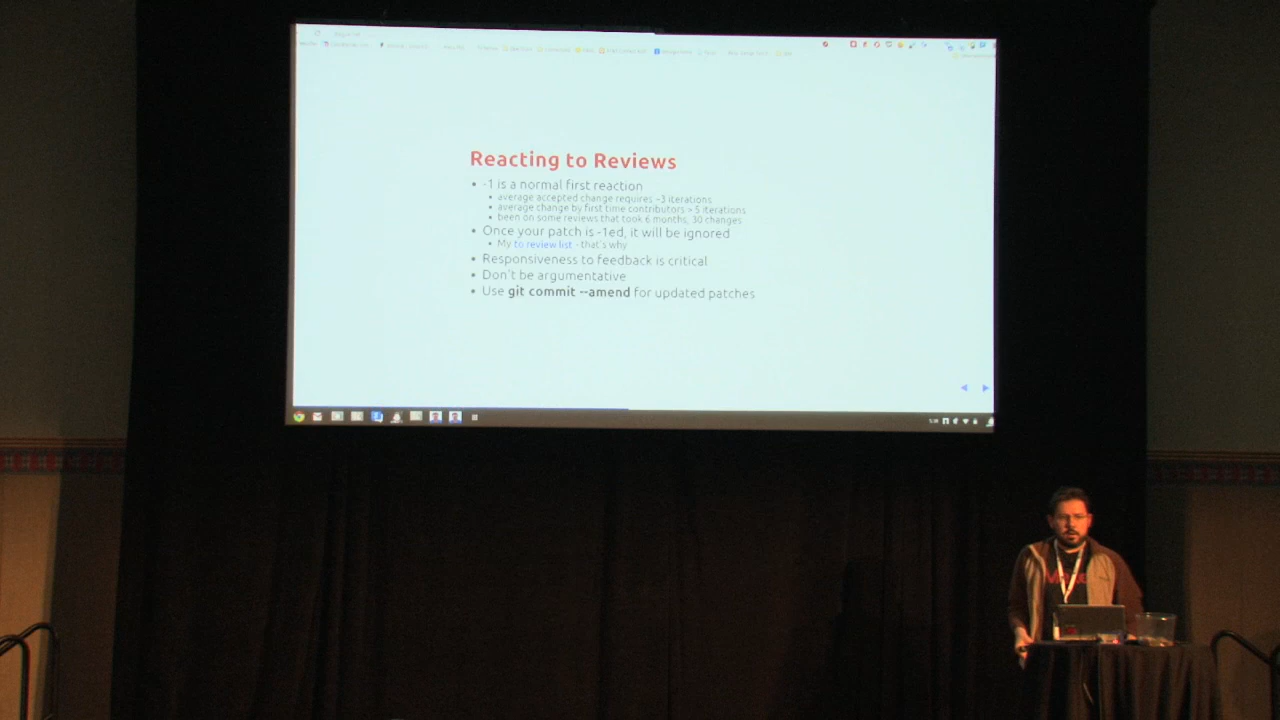 Reacting to Reviews
-1 is a normal first reaction
average accepted change requires ~3 iterations
average change by first time contributors > 5 iterations
been on some reviews that took 6 months, 30 changes
Once your patch is -1ed, it will be ignored
My to review list - that's why
Responsiveness to feedback is critical
Don't be argumentative
Use git commit --amend for updated patches